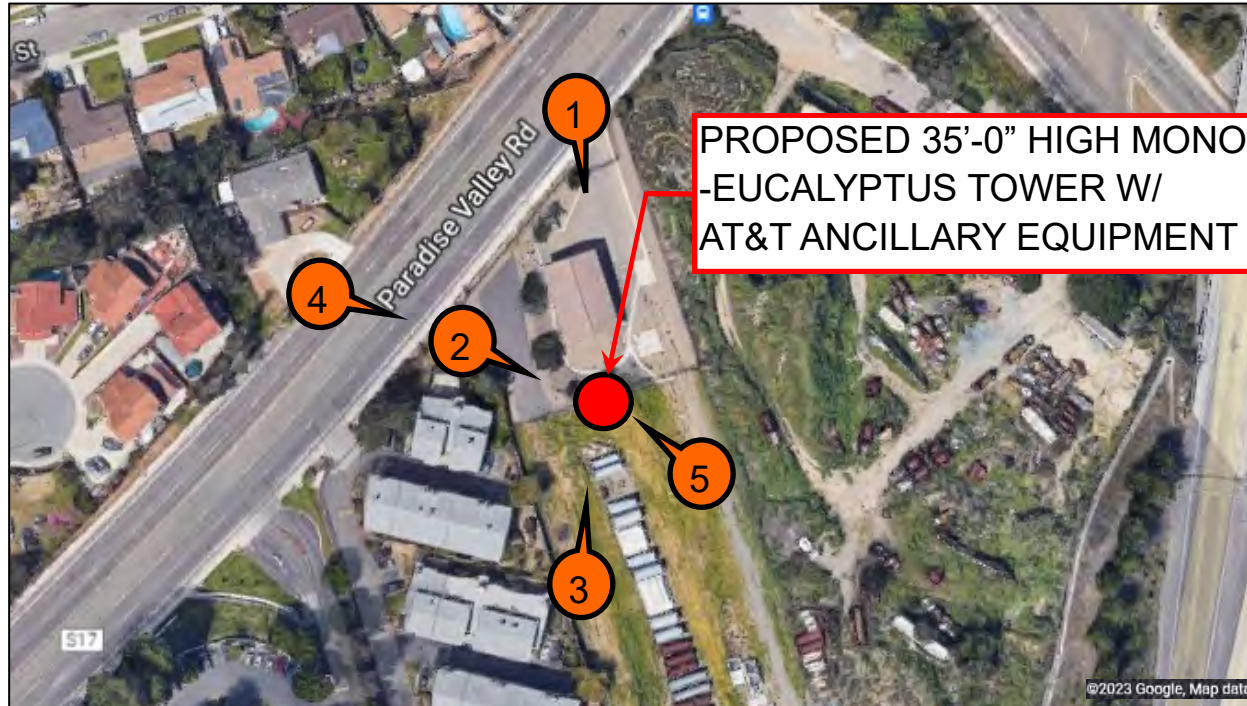 St
1
PROPOSED 35'-0" HIGH MONO
-EUCALYPTUS TOWER W/
AT&T ANCILLARY EQUIPMENT
Paradise Valley Rd
4
2
5
3
S17
©2023 Google, Map data